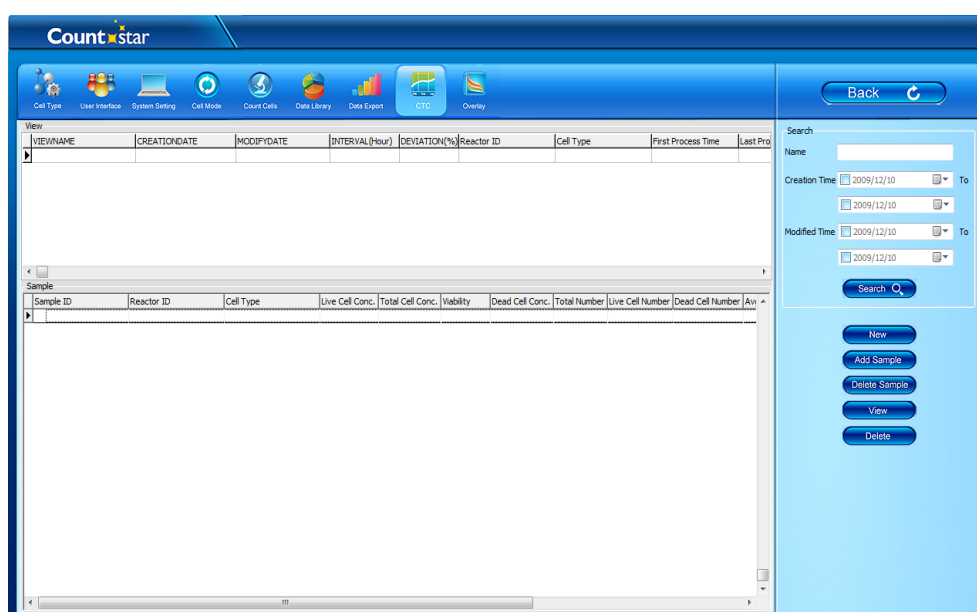 Count star
Cell Type User Interface System Setting Cell Mode Count Cells Data Library Data Export CTC Overlay
Back
View
VIEWNAME CREATIONDATE MODIFYDATE INTERVAL(Hour) DEVIATION(%) Reactor ID Cell Type First Process Time Last Pro
Search
Name
Creation Time 2009/12/10 To
2009/12/10
Modified Time 2009/12/10 To
2009/12/10
Search
Sample
Sample ID Reactor ID Cell Type Live Cell Conc. Total Cell Conc. Viability Dead Cell Conc. Total Number Live Cell Number Dead Cell Number Ave
New
Add Sample
Delete Sample
View
Delete